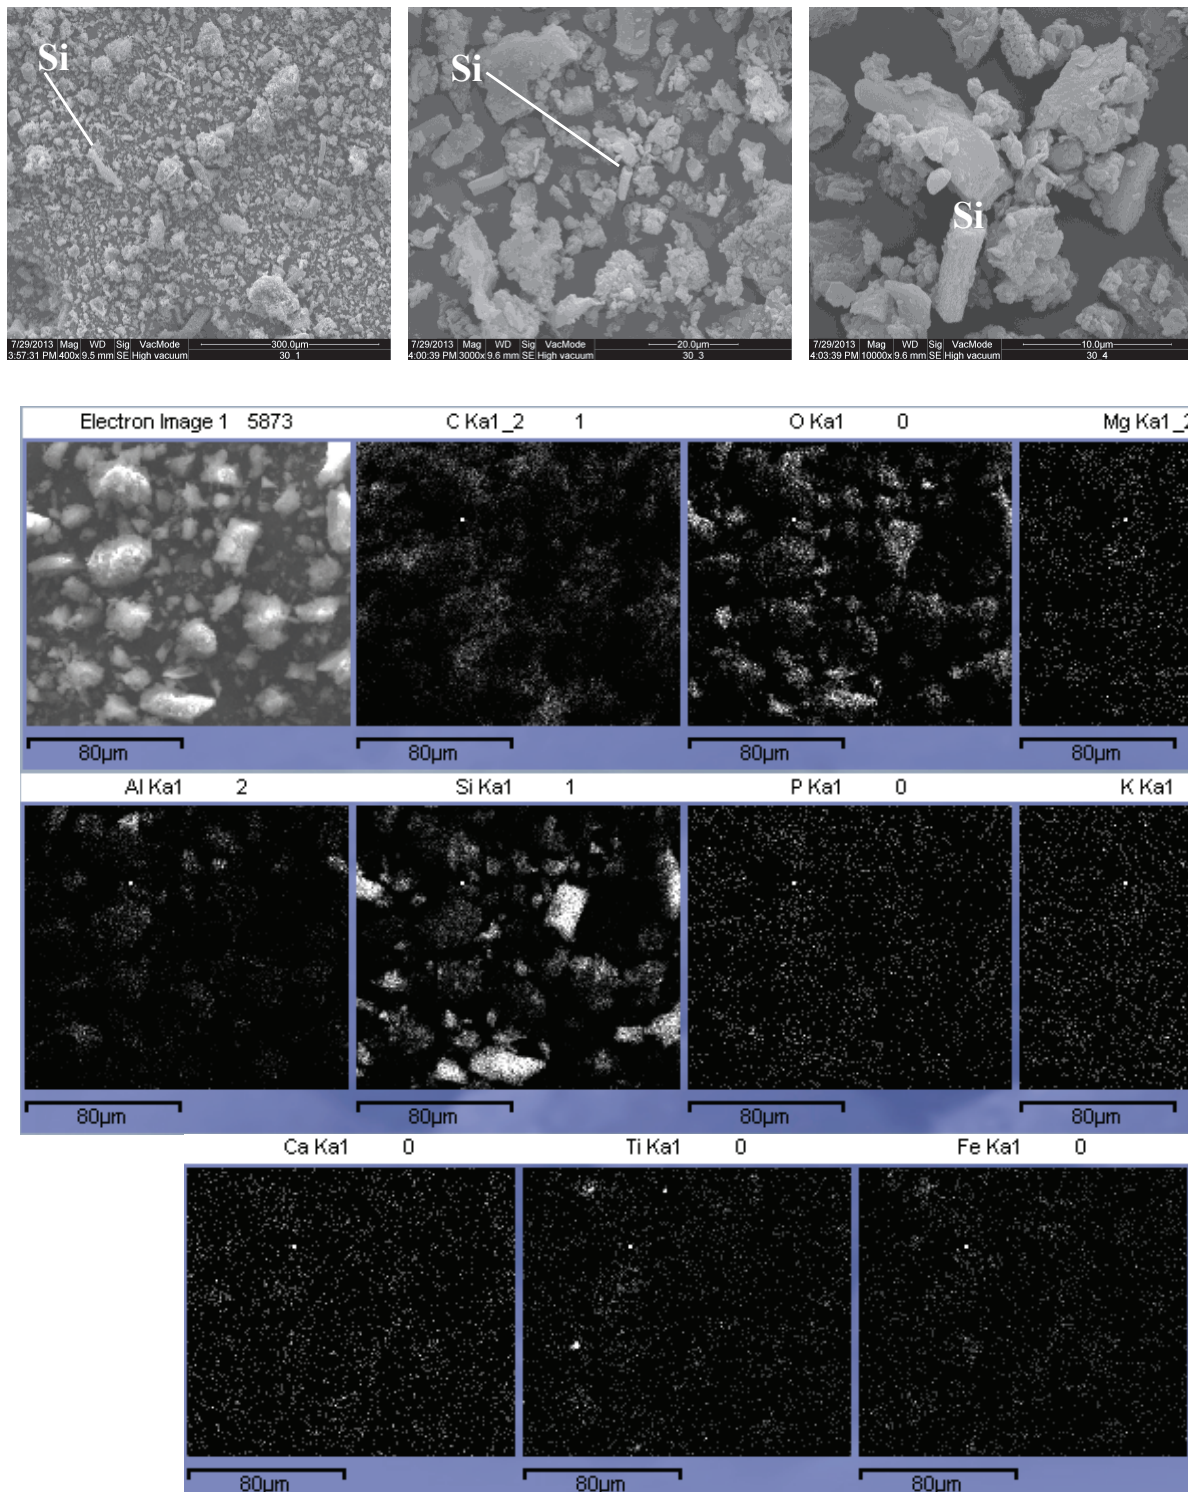 Si
Si
Si
7/29/2013 Mag WD Sig VacMode 300.0µm
3:57:31 PM 400x 9.5 mm SE High vacuum 30_1
7/29/2013 Mag WD Sig VacMode 20.0µm
4:00:39 PM 3000x 9.6 mm SE High vacuum 30_3
7/29/2013 Mag WD Sig VacMode 10.0µm
4:03:39 PM 10000x 9.6 mm SE High vacuum 30_4
Electron Image 1 5873
C Ka1_2 1
O Ka1 0
Mg Ka1_2
80µm
80µm
80µm
80µm
Al Ka1 2
Si Ka1 1
P Ka1 0
K Ka1
80µm
80µm
80µm
80µm
Ca Ka1 0
Ti Ka1 0
Fe Ka1 0
80µm
80µm
80µm